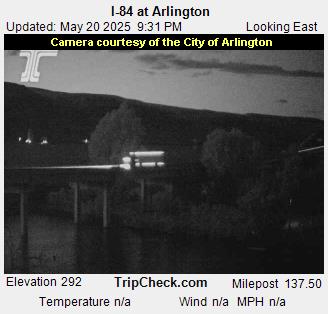 I-84 at Arlington
Updated: May 20 2025 9:31 PM Looking East
Camera courtesy of the City of Arlington
Elevation 292 TripCheck.com Milepost 137.50
Temperature n/a Wind n/a MPH n/a